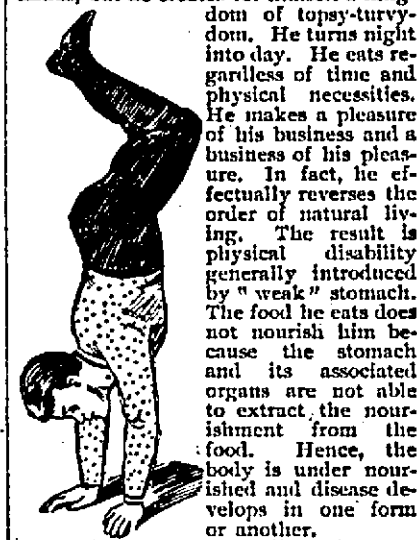 dom of topsy-turvy-
dom. He turns night
into day. He eats re-
gardless of time and
physical necessities.
He makes a pleasure
of his business and a
business of his pleas-
ure. In fact, he ef-
fectually reverses the
order of natural liv-
ing. The result is
physical disability
generally introduced
by "weak" stomach.
The food he eats does
not nourish him be-
cause the stomach
and its associated
organs are not able
to extract the nour-
ishment from the
food. Hence, the
body is under nour-
ished and disease de-
velops in one form
or another.